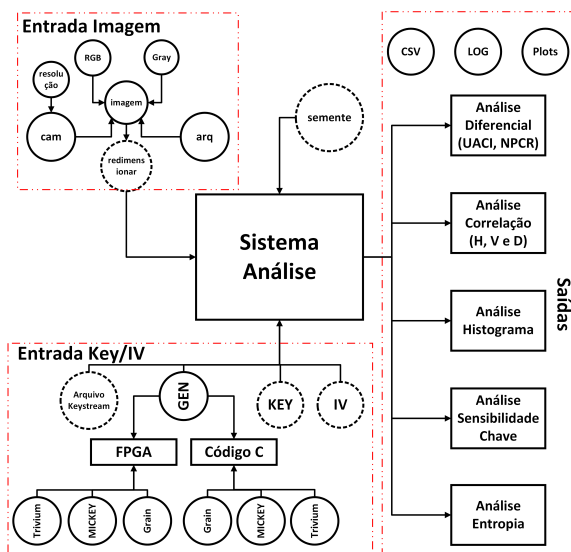 Entrada Imagem
RGB
Gray
resolu
ção
imagem
cam
arq
redimens
ionar
semente
Sistema
Análise
Entrada Key/IV
Arquivo
Keystream
GEN
KEY
IV
FPGA
Código C
Trivium
MICKEY
Grain
Grain
MICKEY
Trivium
CSV
LOG
Plots
Análise
Diferencial
(UACI, NPCR)
Análise
Correlação
(H, V e D)
Análise
Histograma
Análise
Sensibilidade
Chave
Análise
Entropia
Saídas